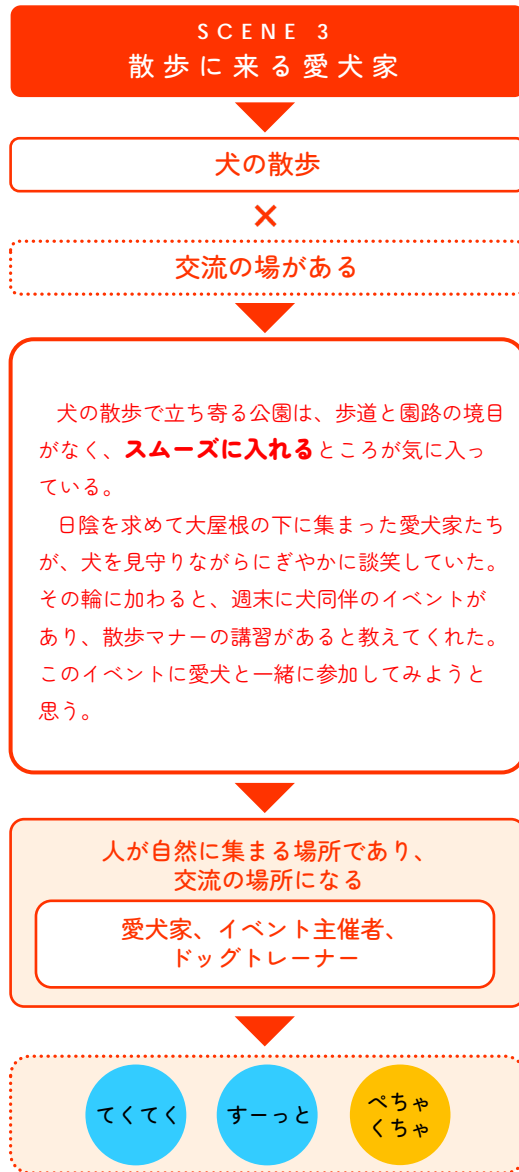 SCENE 3
散歩に来る愛犬家
犬の散歩
×
交流の場がある
犬の散歩で立ち寄る公園は、歩道と園路の境目
がなく、スムーズに入れるところが気に入っ
ている。
日陰を求めて大屋根の下に集まった愛犬家たち
が、犬を見守りながらにぎやかに談笑していた。
その輪に加わると、週末に犬同伴のイベントが
あり、散歩マナーの講習があると教えてくれた。
このイベントに愛犬と一緒に参加してみようと
思う。
人が自然に集まる場所であり、
交流の場所になる
愛犬家、イベント主催者、
ドッグトレーナー
てくてく
すーっと
ぺちゃ
くちゃ